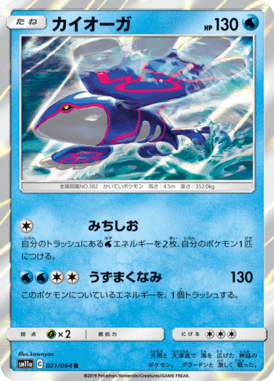 たね カイオーガ HP 130
全国図鑑NO.382 かいていポケモン 高さ：4.5m 重さ：352.0kg
みちしお
自分のトラッシュにあるエネルギーを2枚、自分のポケモン1匹につける。
うずまくなみ 130
このポケモンについているエネルギーを、1個トラッシュする。
弱点 ×2 抵抗力 にげる
Illus.kawayoo
sm11a C 021/064 R
©2019 Pokémon/Nintendo/Creatures/GAME FREAK.